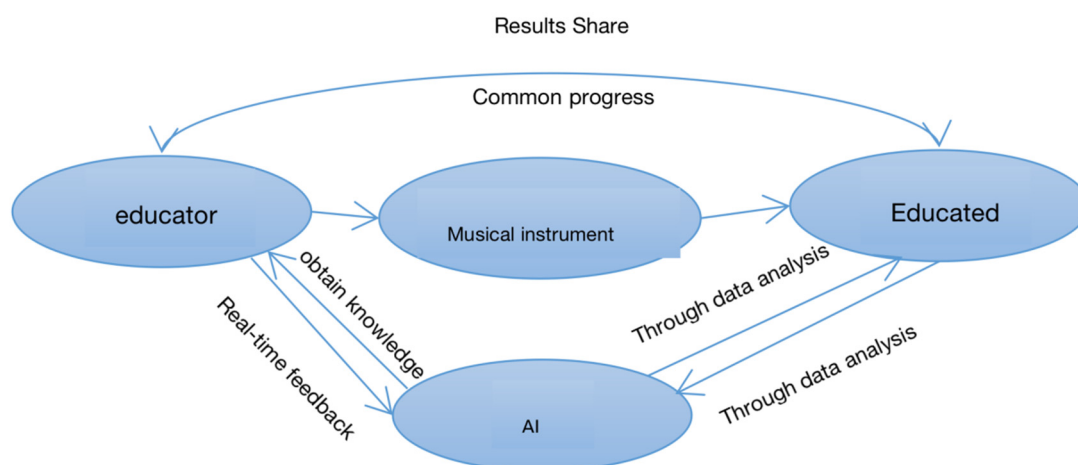 Results Share
Common progress
educator
Musical instrument
Educated
obtain knowledge
Real-time feedback
Through data analysis
Through data analysis
AI